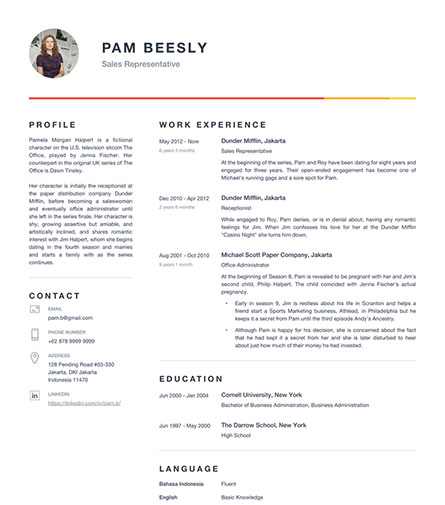 PAM BEESLY
Sales Representative
PROFILE
Pamela Morgan Halpert is a fictional
character on the U.S. television sitcom The
Office, played by Jenna Fischer. Her
counterpart in the original UK series of The
Office is Dawn Tinsley.
Her character is initially the receptionist at
the paper distribution company Dunder
Mifflin, before becoming a saleswoman
and eventually office administrator until
she left in the series finale. Her character is
shy, growing assertive but amiable, and
artistically inclined, and shares romantic
interest with Jim Halpert, whom she begins
dating in the fourth season and marries
and starts a family with as the series
continues.
CONTACT
EMAIL
pam.b@gmail.com
PHONE NUMBER
+62 878 9999 9999
ADDRESS
128 Pending Road #03-330
Jakarta, DKI Jakarta
Indonesia 11470
LINKEDIN
https://linkedin.com/in/pam.b/
WORK EXPERIENCE
May 2012 - Now
6 years 3 months
Dunder Mifflin, Jakarta
Sales Representative
At the beginning of the series, Pam and Roy have been dating for eight years and
engaged for three years. Their open-ended engagement has become one of
Michael's running gags and a sore spot for Pam.
Dec 2010 - Apr 2012
2 years 6 months
Dunder Mifflin, Jakarta
Receptionist
While engaged to Roy, Pam denies, or is in denial about, having any romantic
feelings for Jim. When Jim confesses his love for her at the Dunder Mifflin
"Casino Night" she turns him down.
Aug 2001 - Oct 2010
9 years 1 month
Michael Scott Paper Company, Jakarta
Office Administrator
At the beginning of Season 8, Pam is revealed to be pregnant with her and Jim's
second child, Philip Halpert. The child coincided with Jenna Fischer's actual
pregnancy.
• Early in season 9, Jim is restless about his life in Scranton and helps a
friend start a Sports Marketing business, Athlead, in Philadelphia but he
keeps it a secret from Pam until the third episode Andy's Ancestry.
• Although Pam is happy for his decision, she is concerned about the fact
that he had kept it a secret from her and she is later disturbed to hear
about just how much of their money he had invested.
EDUCATION
Jun 2000 - Jan 2004
Cornell University, New York
Bachelor of Business Administration, Business Administration
Jun 1997 - May 2000
The Darrow School, New York
High School
LANGUAGE
Bahasa Indonesia Fluent
English Basic Knowledge